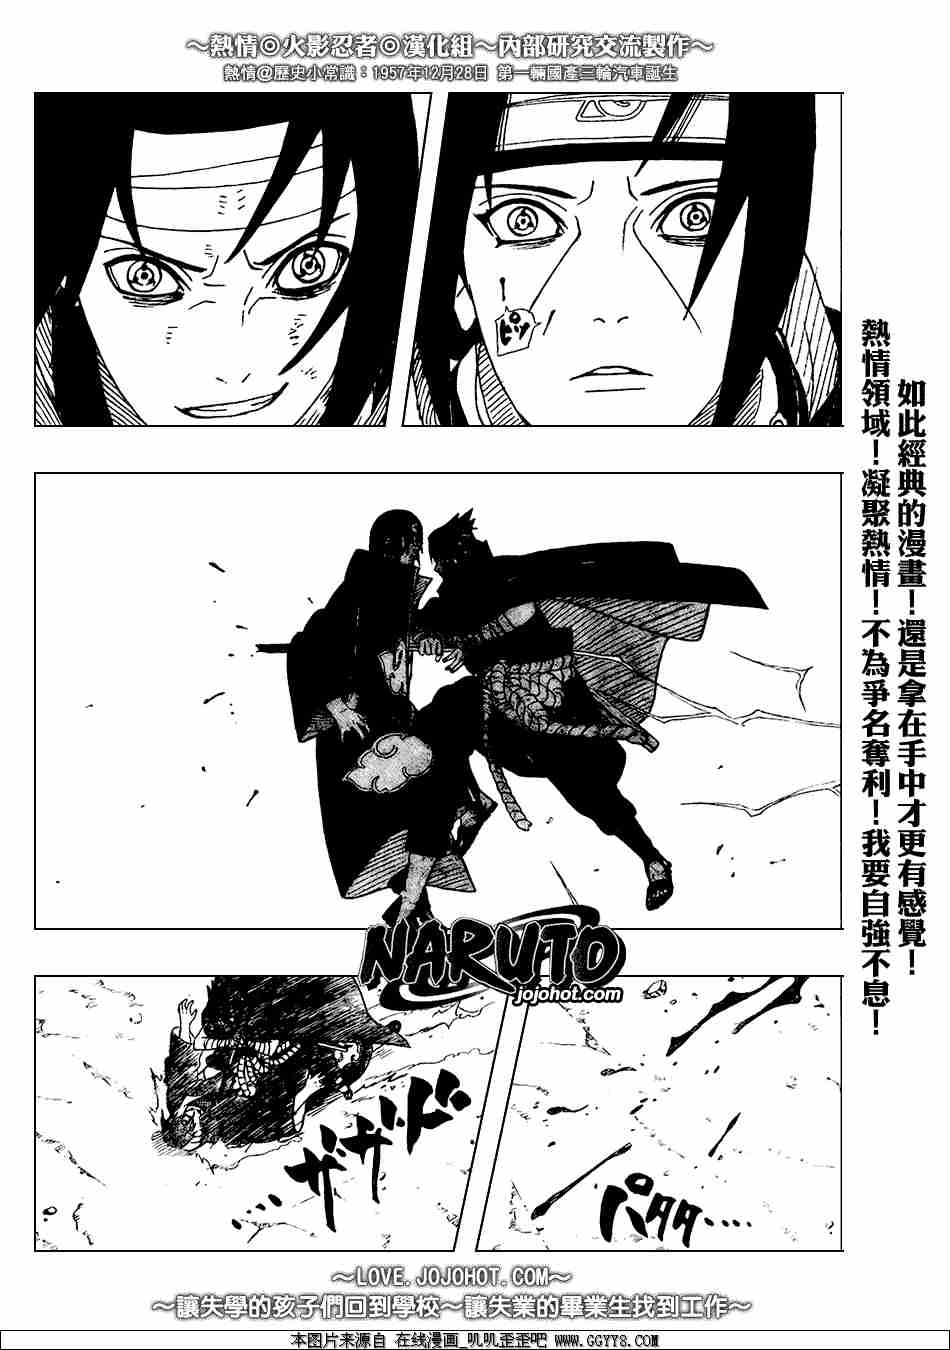 ～熱情◎火影忍者◎漢化組～內部研究交流製作～
熱情@歷史小常識：1957年12月28日 第一輛國產三輪汽車誕生
ピッ
如此經典的漫畫！還是拿在手中才更有感覺！
熱情領域！凝聚熱情！不為爭名奪利！我要自強不息！
NARUTO
jojohot.com
ザザザド…
パタタ‥‥
～LOVE.JOJOHOT.COM～
～讓失學的孩子們回到學校～讓失業的畢業生找到工作～
本图片来源自 在线漫画_叽叽歪歪吧 www.GGYY8.com